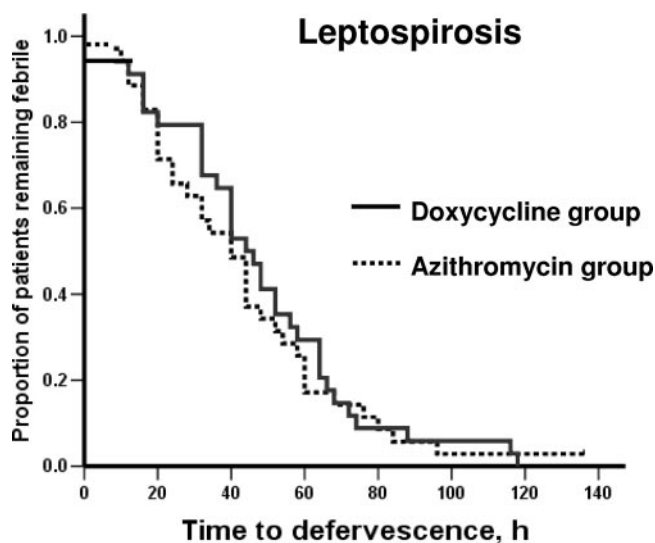 Leptospirosis
Proportion of patients remaining febrile
1.0
0.8
0.6
0.4
0.2
0.0
Doxycycline group
Azithromycin group
0 20 40 60 80 100 120 140
Time to defervescence, h